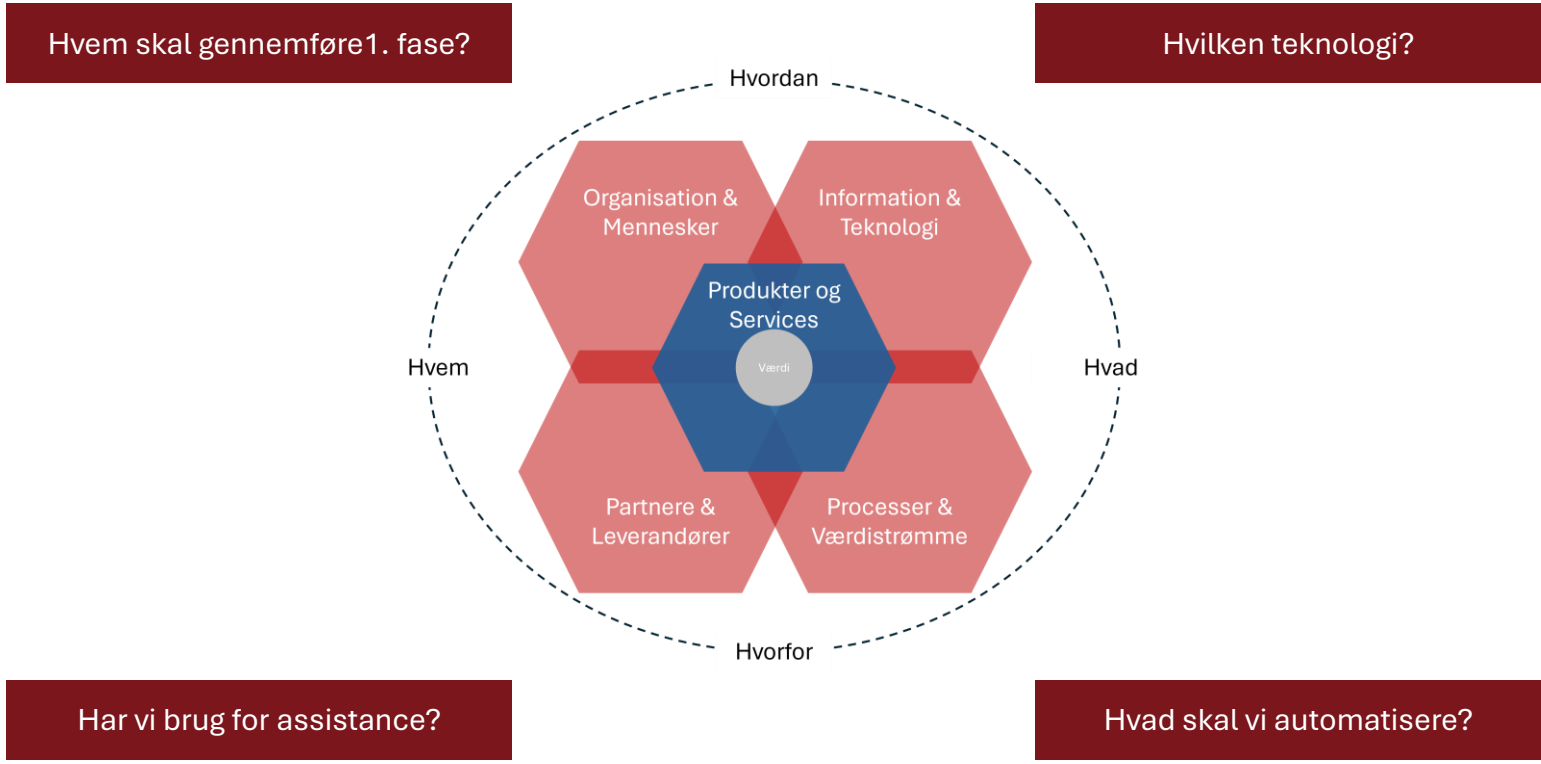 Hvem skal gennemføre1. fase?
Hvilken teknologi?
Hvordan
Organisation &
Mennesker
Information &
Teknologi
Produkter og
Services
Hvem
Værdi
Hvad
Partnere &
Leverandører
Processer &
Værdistrømme
Hvorfor
Har vi brug for assistance?
Hvad skal vi automatisere?